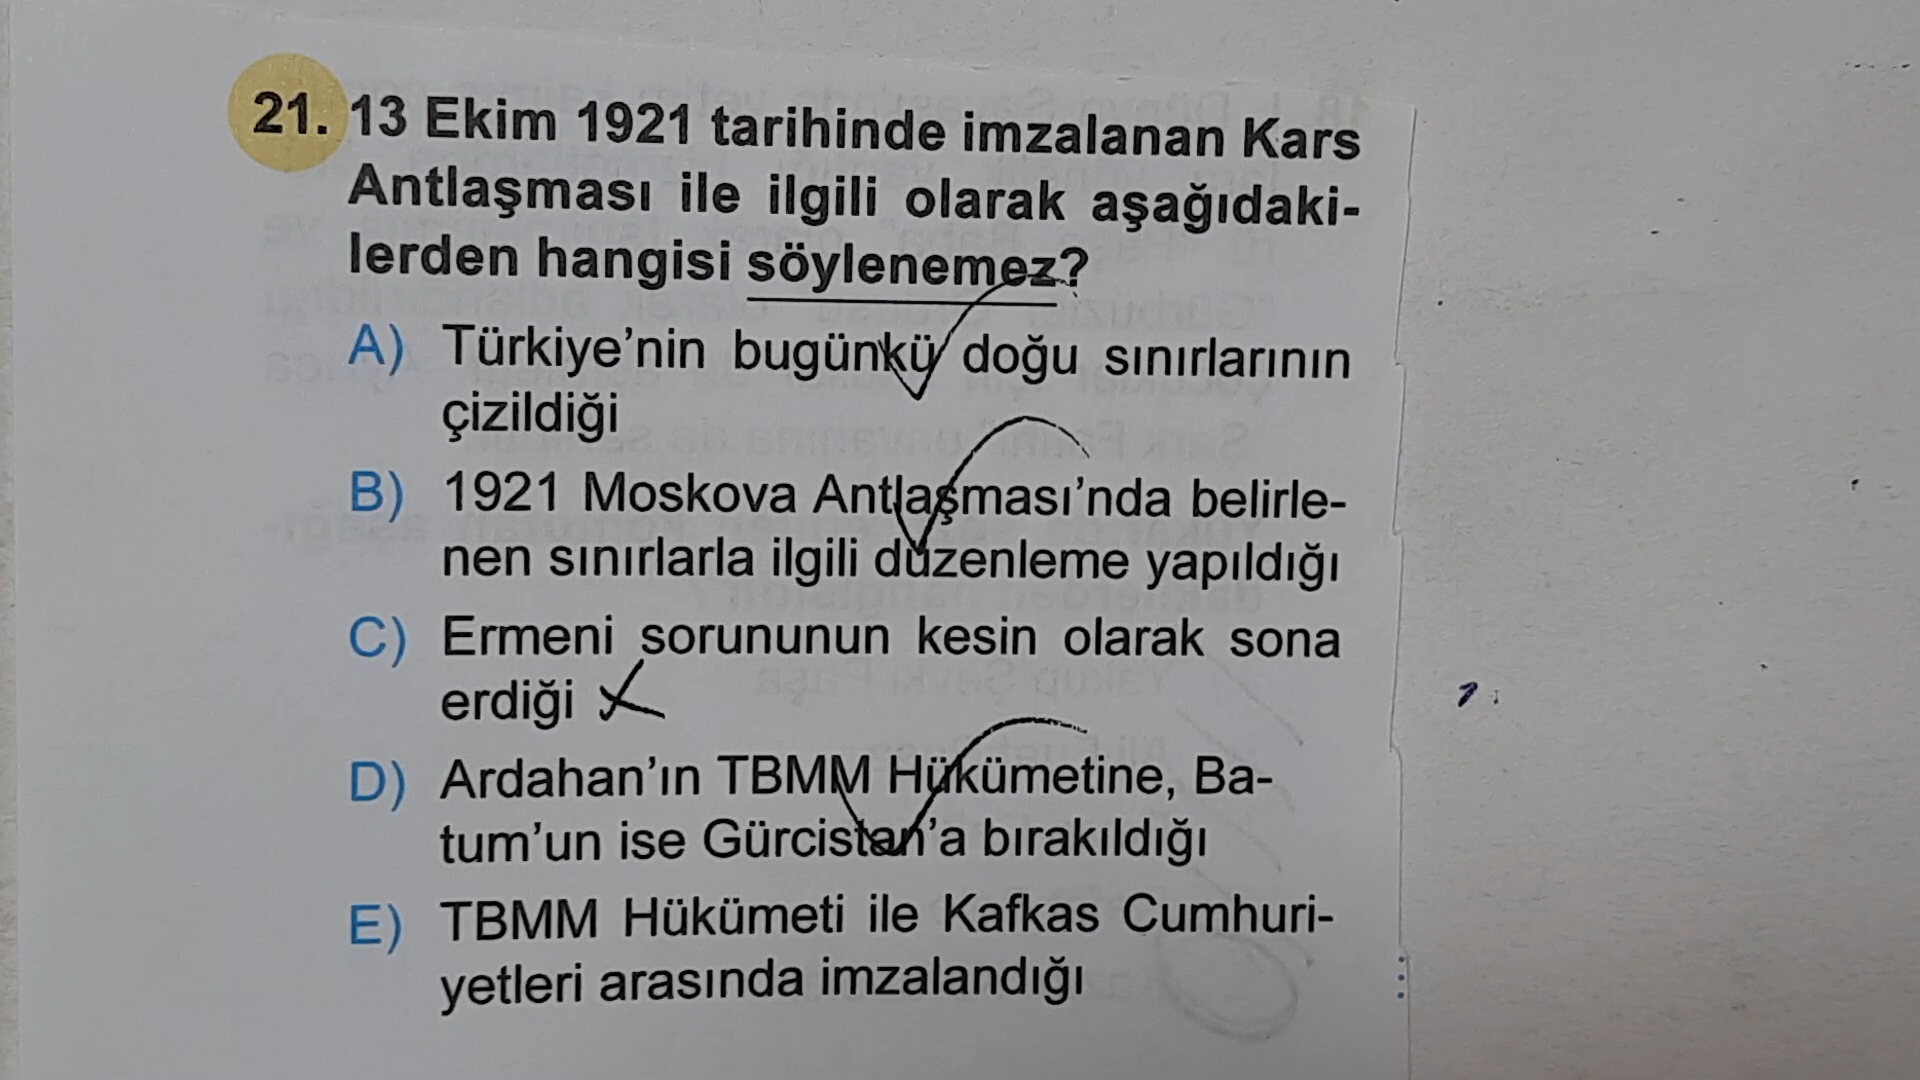 21. 13 Ekim 1921 tarihinde imzalanan Kars
Antlaşması ile ilgili olarak aşağıdaki-
lerden hangisi söylenemez?
A) Türkiye’nin bugünkü doğu sınırlarının
çizildiği
B) 1921 Moskova Antlaşması’nda belirle-
nen sınırlarla ilgili düzenleme yapıldığı
C) Ermeni sorununun kesin olarak sona
erdiği
D) Ardahan’ın TBMM Hükümetine, Ba-
tum’un ise Gürcistan’a bırakıldığı
E) TBMM Hükümeti ile Kafkas Cumhuri-
yetleri arasında imzalandığı